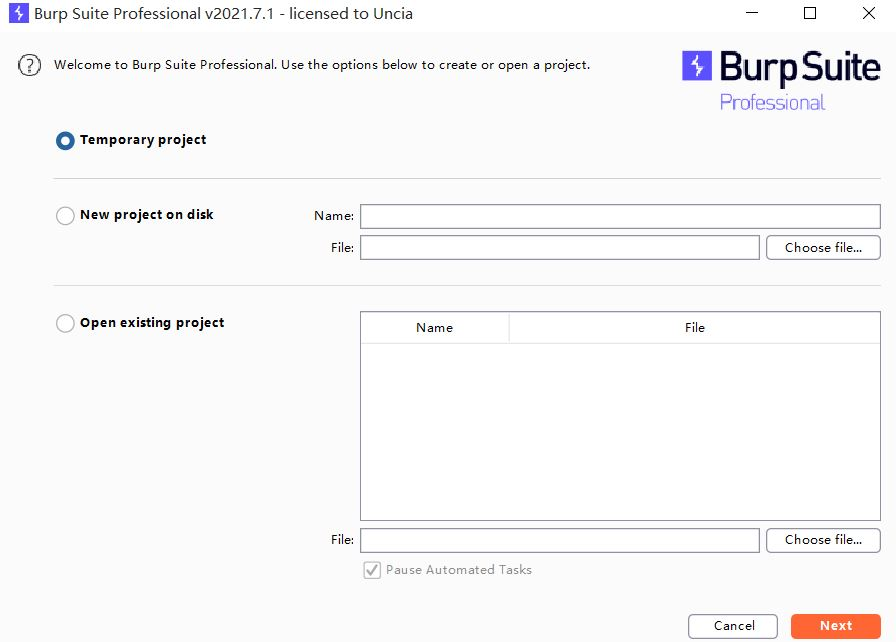 Burp Suite Professional v2021.7.1 - licensed to Uncia
Welcome to Burp Suite Professional. Use the options below to create or open a project.
BurpSuite
Professional
Temporary project
New project on disk
Name:
File:
Choose file...
Open existing project
Name File
File:
Choose file...
Pause Automated Tasks
Cancel
Next